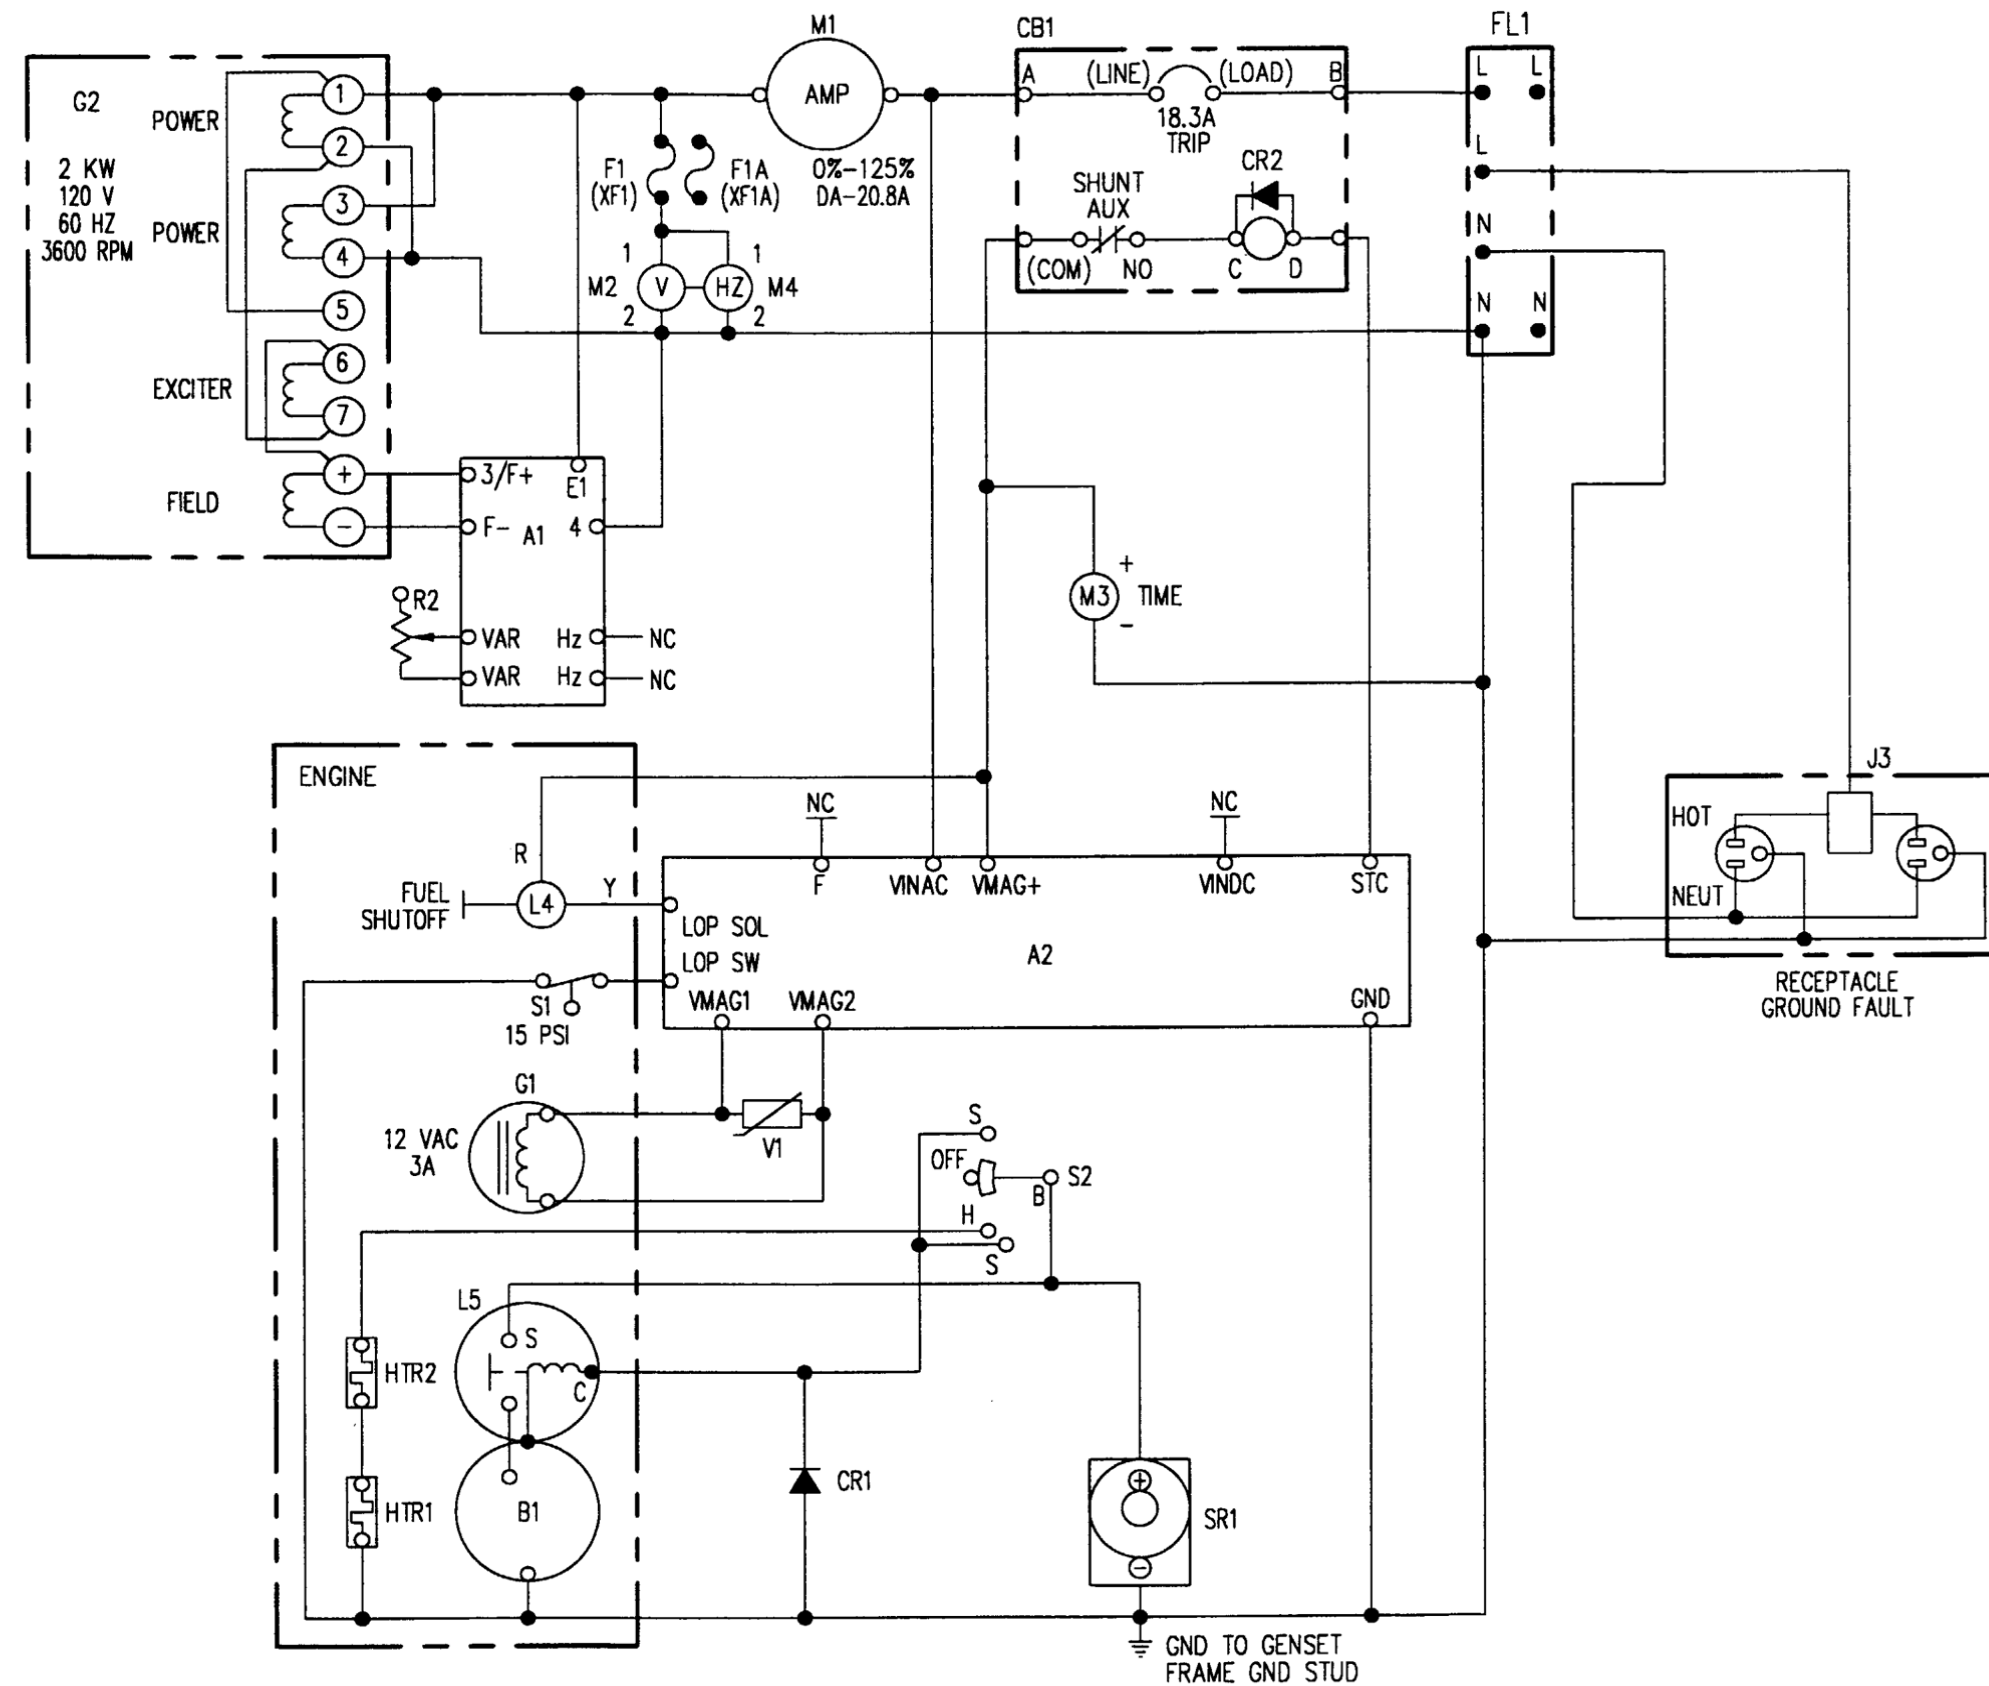 G2
2 KW
120 V
60 HZ
3600 RPM
POWER
1
2
POWER
3
4
5
EXCITER
6
7
FIELD
+
−
M1
AMP
0%-125%
DA-20.8A
F1
(XF1)
F1A
(XF1A)
1
1
M2
V
HZ
M4
2
2
CB1
A
(LINE)
(LOAD)
B
18.3A
TRIP
SHUNT
AUX
CR2
(COM)
NO
C
D
FL1
L
L
L
N
N
N
3/F+
E1
F-
A1
4
R2
VAR
Hz
NC
VAR
Hz
NC
+
M3
TIME
−
J3
HOT
NEUT
RECEPTACLE
GROUND FAULT
ENGINE
R
FUEL
SHUTOFF
L4
Y
NC
NC
F
VINAC
VMAG+
VINDC
STC
LOP SOL
LOP SW
A2
VMAG1
VMAG2
GND
S1
15 PSI
G1
12 VAC
3A
V1
S
OFF
B
S2
H
S
L5
S
C
HTR2
HTR1
B1
CR1
+
SR1
−
GND TO GENSET
FRAME GND STUD